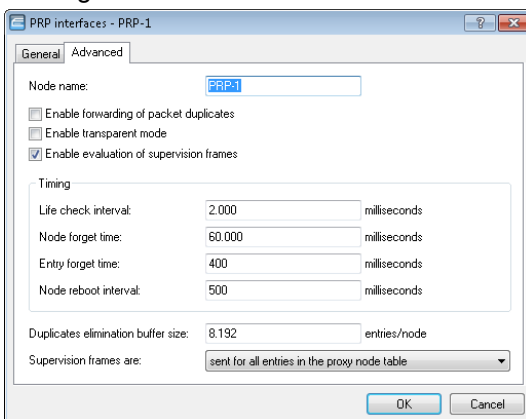 PRP interfaces - PRP-1
General Advanced
Node name: PRP-1
Enable forwarding of packet duplicates
Enable transparent mode
Enable evaluation of supervision frames
Timing
Life check interval: 2.000 milliseconds
Node forget time: 60.000 milliseconds
Entry forget time: 400 milliseconds
Node reboot interval: 500 milliseconds
Duplicates elimination buffer size: 8.192 entries/node
Supervision frames are: sent for all entries in the proxy node table
OK Cancel